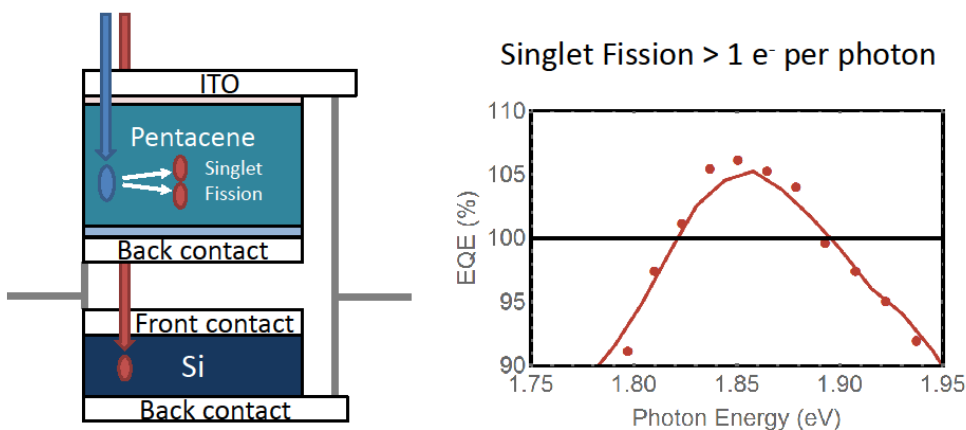 ITO
Pentacene
Singlet
Fission
Back contact
Front contact
Si
Back contact
Singlet Fission > 1 e⁻ per photon
110
105
100
95
90
EQE (%)
1.75 1.80 1.85 1.90 1.95
Photon Energy (eV)